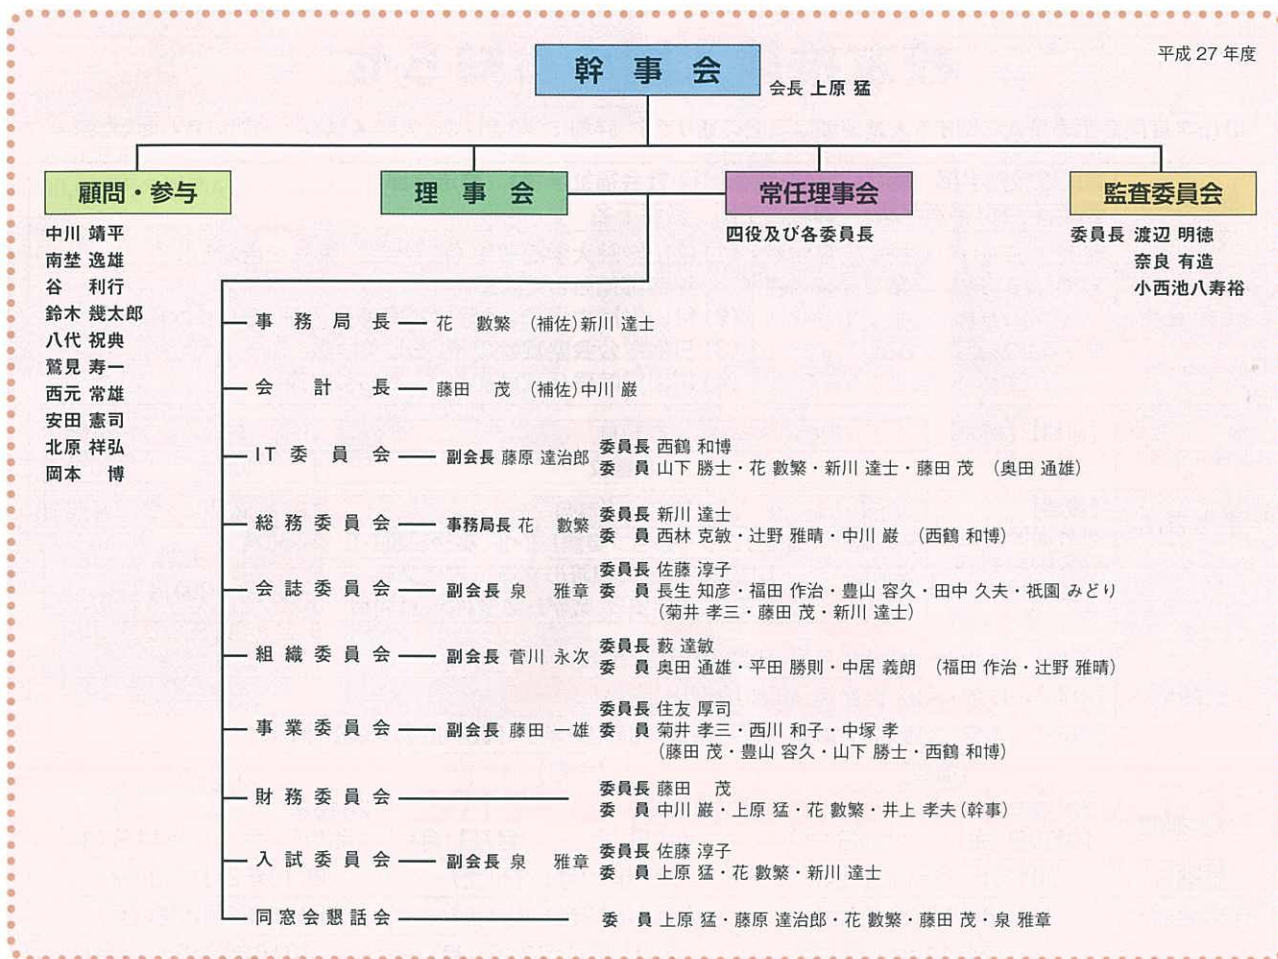 平成 27 年度
幹事会
会長 上原 猛
顧問・参与
中川 靖平
南埜 逸雄
谷 利行
鈴木 幾太郎
八代 祝典
鷲見 寿一
西元 常雄
安田 憲司
北原 祥弘
岡本 博
理事会
常任理事会
四役及び各委員長
監査委員会
委員長 渡辺 明徳
奈良 有造
小西池八寿裕
事務局長 花 數繁 (補佐)新川 達士
会計長 藤田 茂 (補佐)中川 巌
IT委員会 副会長 藤原 達治郎
委員長 西鶴 和博
委員 山下 勝士・花 數繁・新川 達士・藤田 茂 (奥田 通雄)
総務委員会 事務局長 花 數繁
委員長 新川 達士
委員 西林 克敏・辻野 雅晴・中川 巌 (西鶴 和博)
会誌委員会 副会長 泉 雅章
委員長 佐藤 淳子
委員 長生 知彦・福田 作治・豊山 容久・田中 久夫・祇園 みどり
(菊井 孝三・藤田 茂・新川 達士)
組織委員会 副会長 菅川 永次
委員長 藪 達敏
委員 奥田 通雄・平田 勝則・中居 義朗 (福田 作治・辻野 雅晴)
事業委員会 副会長 藤田 一雄
委員長 住友 厚司
委員 菊井 孝三・西川 和子・中塚 孝
(藤田 茂・豊山 容久・山下 勝士・西鶴 和博)
財務委員会
委員長 藤田 茂
委員 中川 巌・上原 猛・花 數繁・井上 孝夫(幹事)
入試委員会 副会長 泉 雅章
委員長 佐藤 淳子
委員 上原 猛・花 數繁・新川 達士
同窓会懇話会 委員 上原 猛・藤原 達治郎・花 數繁・藤田 茂・泉 雅章